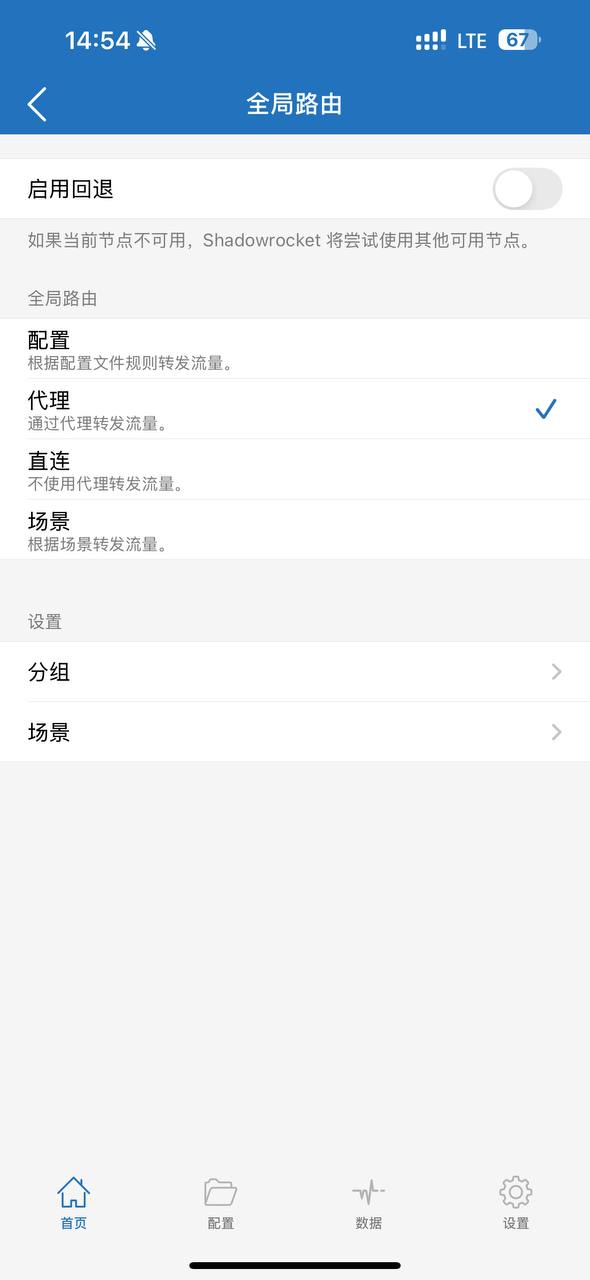 14:54
LTE
67
全局路由
启用回退
如果当前节点不可用，Shadowrocket 将尝试使用其他可用节点。
全局路由
配置
根据配置文件规则转发流量。
代理
通过代理转发流量。
直连
不使用代理转发流量。
场景
根据场景转发流量。
设置
分组
场景
首页
配置
数据
设置